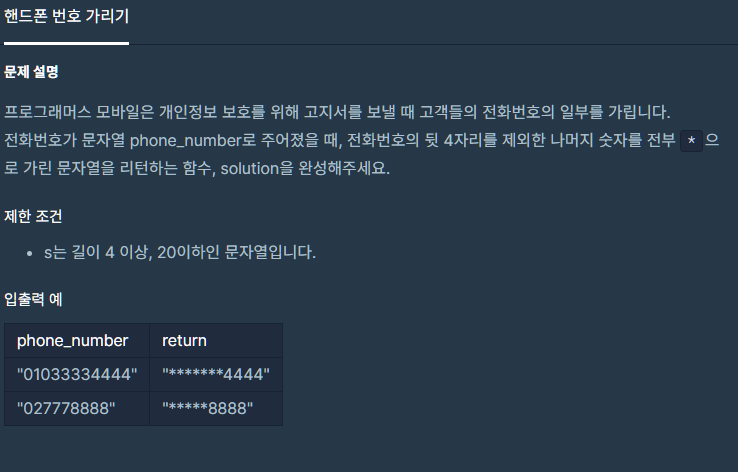 핸드폰 번호 가리기
문제 설명
프로그래머스 모바일은 개인정보 보호를 위해 고지서를 보낼 때 고객들의 전화번호의 일부를 가립니다.
전화번호가 문자열 phone_number로 주어졌을 때, 전화번호의 뒷 4자리를 제외한 나머지 숫자를 전부 * 으
로 가린 문자열을 리턴하는 함수, solution을 완성해주세요.
제한 조건
• s는 길이 4 이상, 20이하인 문자열입니다.
입출력 예
phone_number return
"01033334444" "*******4444"
"027778888" "*****8888"